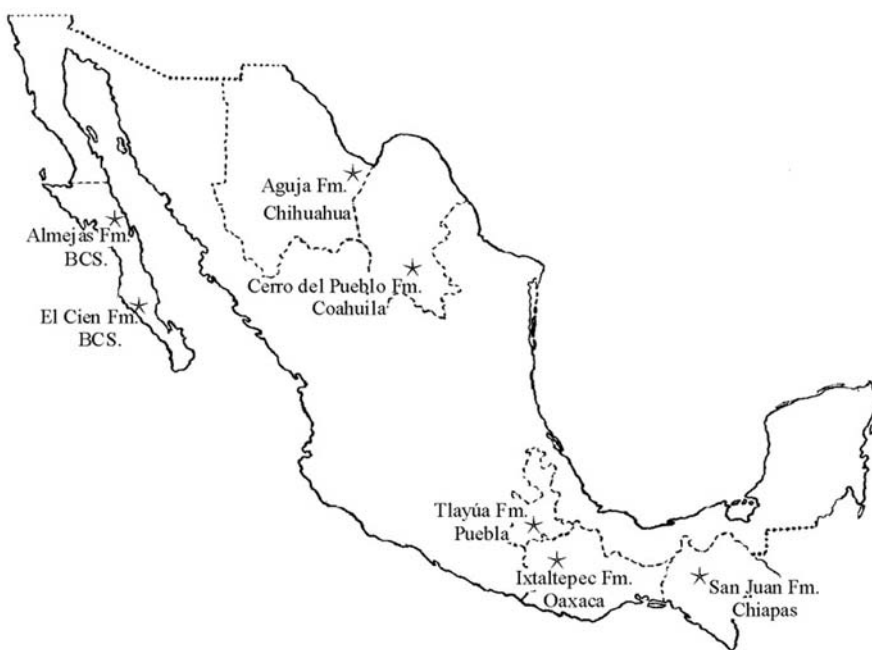 Aguja Fm.
Chihuahua
Almejas Fm.
BCS.
Cerro del Pueblo Fm.
Coahuila
El Cien Fm.
BCS.
Tlayúa Fm.
Puebla
Ixtaltepec Fm.
Oaxaca
San Juan Fm.
Chiapas